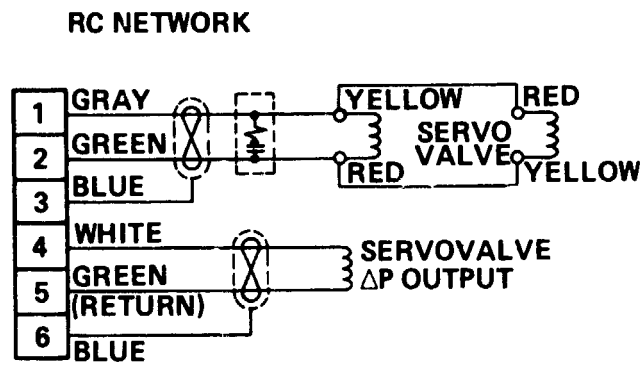 RC NETWORK
1 GRAY YELLOW RED
2 GREEN SERVO
VALVE
RED YELLOW
3 BLUE
4 WHITE SERVOVALVE
5 GREEN ΔP OUTPUT
(RETURN)
6 BLUE